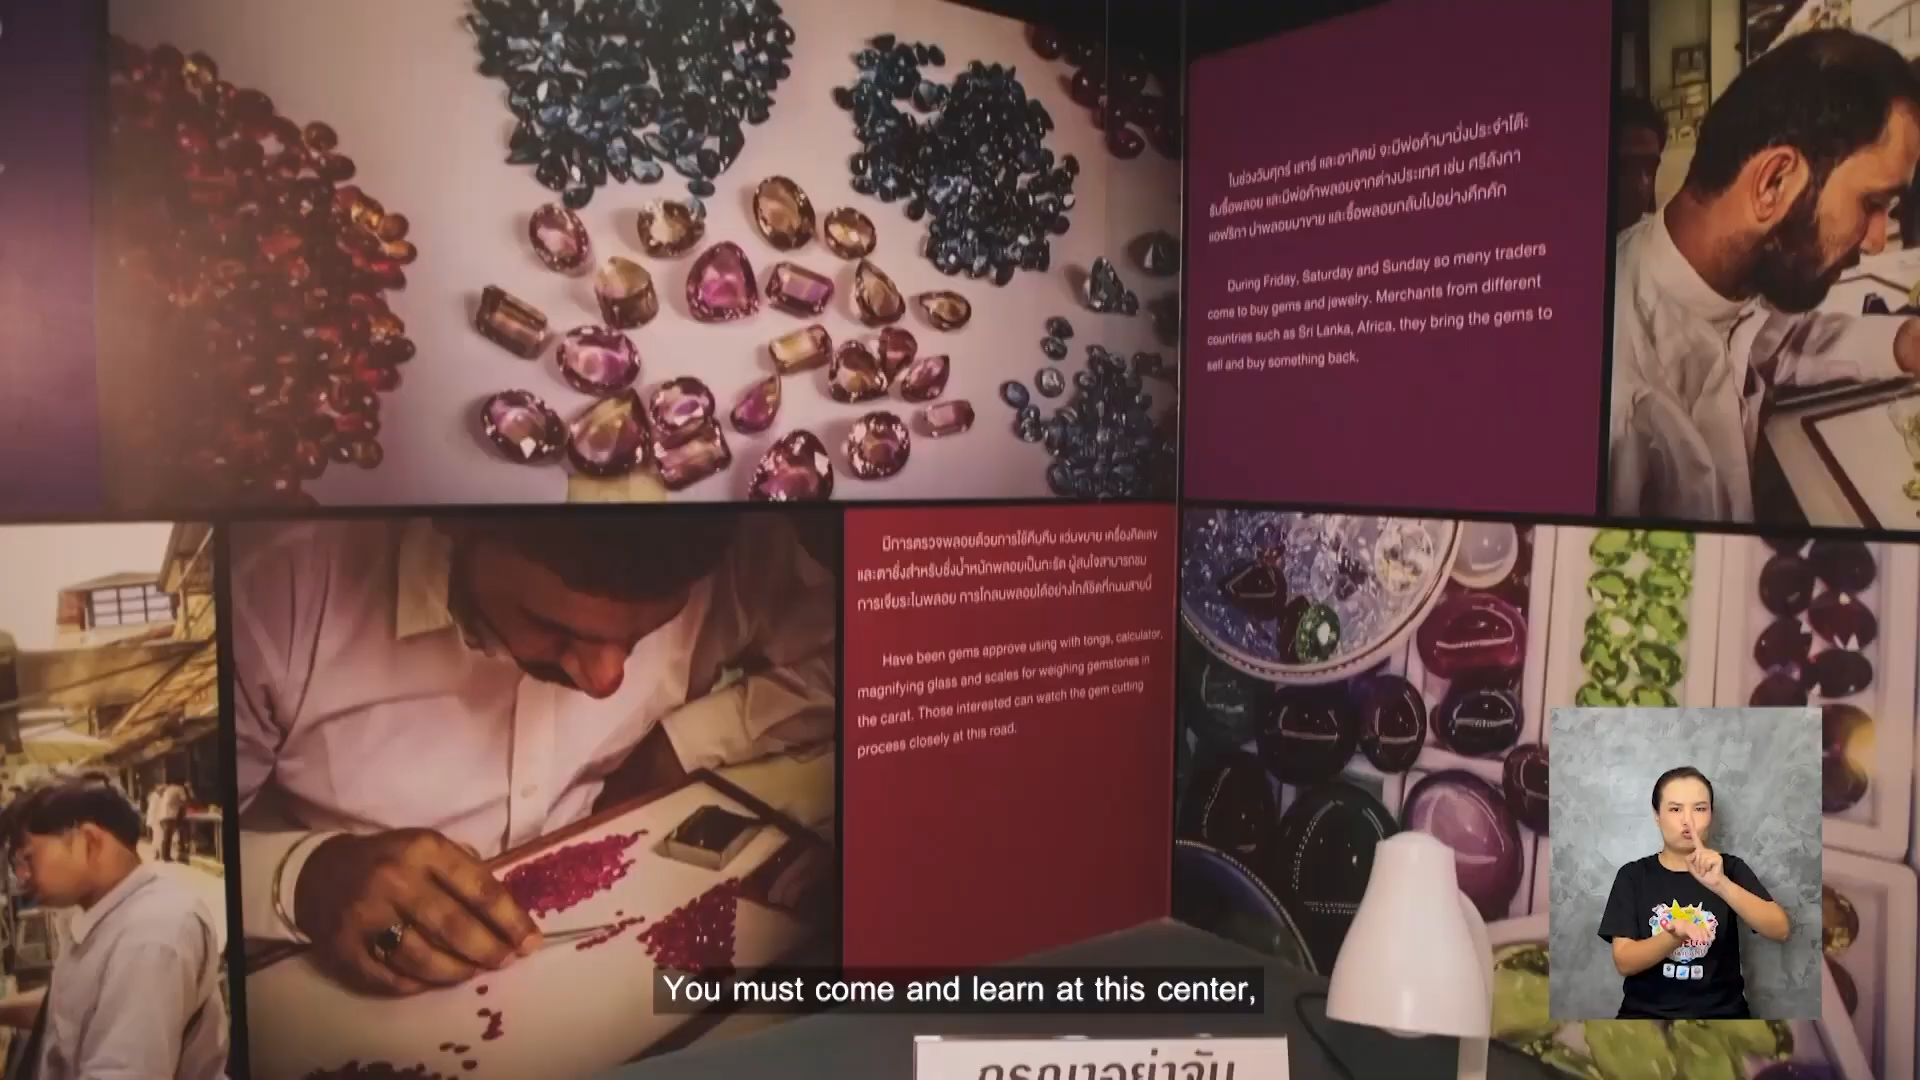 ในช่วงวันศุกร์ เสาร์ และอาทิตย์ จะมีพ่อค้ามานั่งประจำโต๊ะ
รับซื้อพลอย และมีพ่อค้าพลอยจากต่างประเทศ เช่น ศรีลังกา
แอฟริกา นำพลอยมาขาย และซื้อพลอยกลับไปอย่างคึกคัก
During Friday, Saturday and Sunday so meny traders
come to buy gems and jewelry. Merchants from different
countries such as Sri Lanka, Africa, they bring the gems to
sell and buy something back.
มีการตรวจพลอยด้วยการใช้คีมคีบ แว่นขยาย เครื่องคิดเลข
และตาชั่งสำหรับชั่งน้ำหนักพลอยเป็นกะรัต ผู้สนใจสามารถชม
การเจียระไนพลอย การโกลนพลอยได้อย่างใกล้ชิดที่ถนนสายนี้
Have been gems approve using with tongs, calculator,
magnifying glass and scales for weighing gemstones in
the carat. Those interested can watch the gem cutting
process closely at this road.
You must come and learn at this center,
กรุณาอย่าจับ